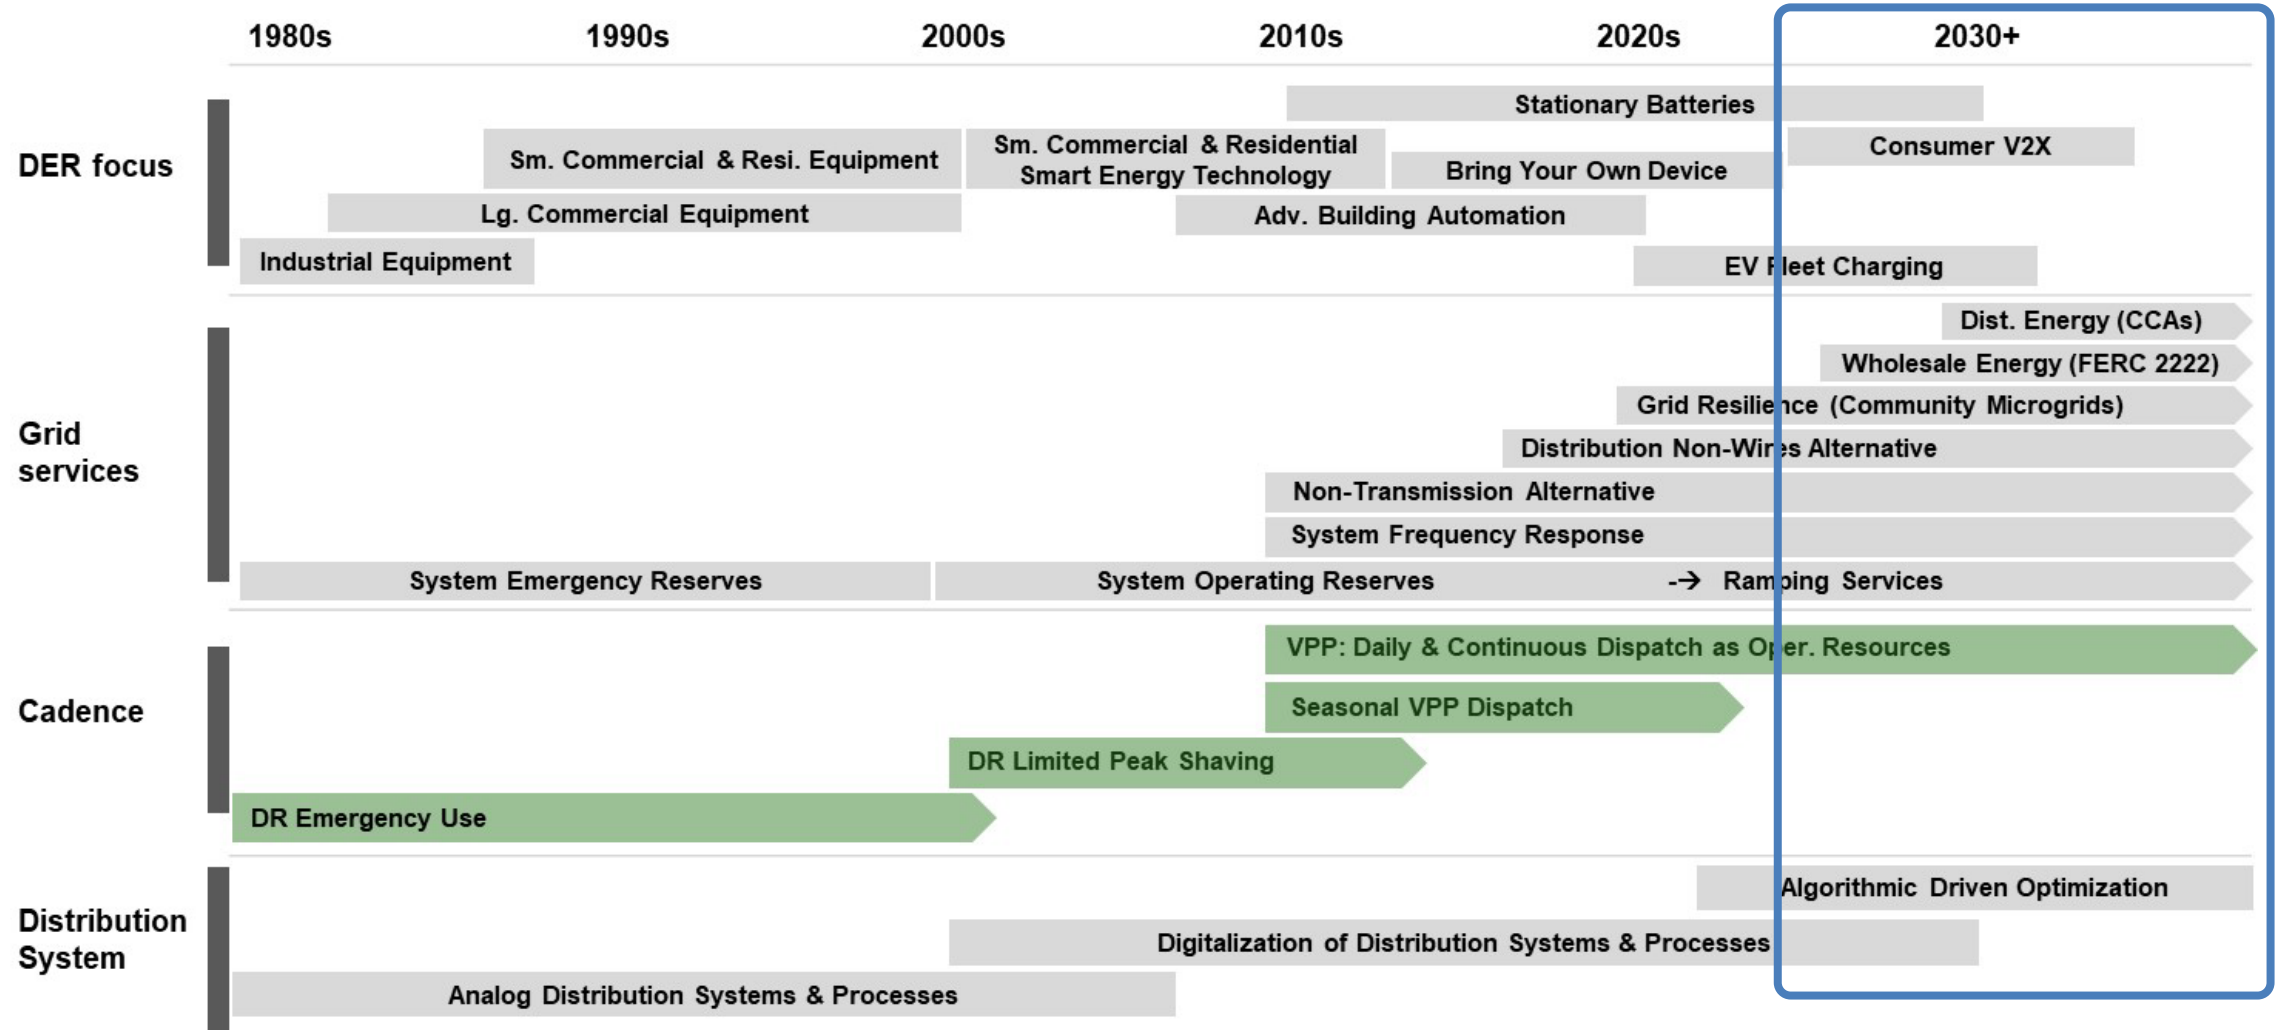 1980s 1990s 2000s 2010s 2020s 2030+
DER focus
Stationary Batteries
Consumer V2X
Sm. Commercial & Resi. Equipment
Sm. Commercial & Residential
Smart Energy Technology
Bring Your Own Device
Lg. Commercial Equipment
Adv. Building Automation
Industrial Equipment
EV Fleet Charging
Grid
services
Dist. Energy (CCAs)
Wholesale Energy (FERC 2222)
Grid Resilience (Community Microgrids)
Distribution Non-Wires Alternative
Non-Transmission Alternative
System Frequency Response
System Emergency Reserves
System Operating Reserves
-→ Ramping Services
Cadence
VPP: Daily & Continuous Dispatch as Oper. Resources
Seasonal VPP Dispatch
DR Limited Peak Shaving
DR Emergency Use
Distribution
System
Algorithmic Driven Optimization
Digitalization of Distribution Systems & Processes
Analog Distribution Systems & Processes